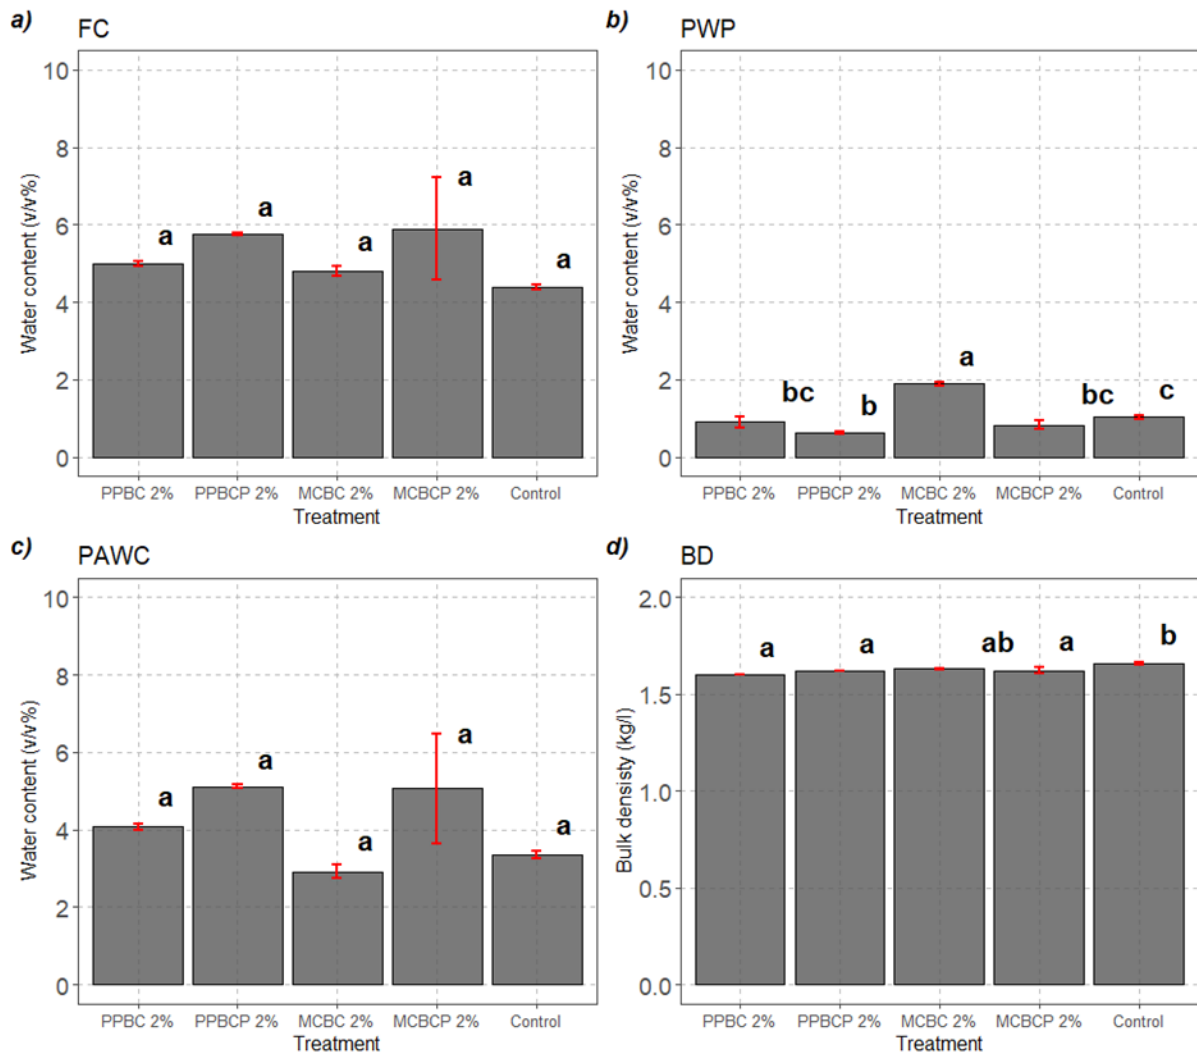 a)
FC
Water content (v/v%)
10
8
6
4
2
0
a
a
a
a
a
PPBC 2%
PPBCP 2%
MCBC 2%
MCBCP 2%
Control
Treatment
b)
PWP
Water content (v/v%)
10
8
6
4
2
0
bc
b
a
bc
c
PPBC 2%
PPBCP 2%
MCBC 2%
MCBCP 2%
Control
Treatment
c)
PAWC
Water content (v/v%)
10
8
6
4
2
0
a
a
a
a
a
PPBC 2%
PPBCP 2%
MCBC 2%
MCBCP 2%
Control
Treatment
d)
BD
Bulk densisty (kg/l)
2.0
1.5
1.0
0.5
0.0
a
a
ab
a
b
PPBC 2%
PPBCP 2%
MCBC 2%
MCBCP 2%
Control
Treatment